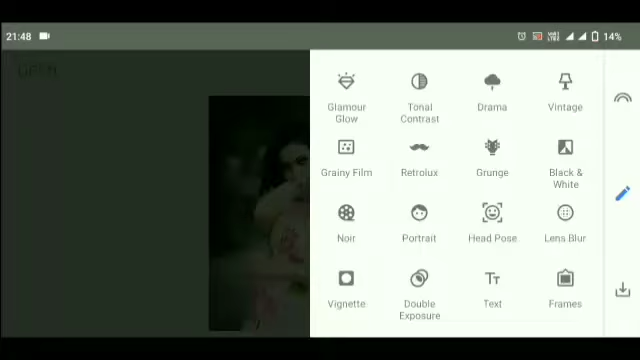 21:48
14%
OPEN
Glamour Glow
Tonal Contrast
Drama
Vintage
Grainy Film
Retrolux
Grunge
Black & White
Noir
Portrait
Head Pose
Lens Blur
Vignette
Double Exposure
Text
Frames